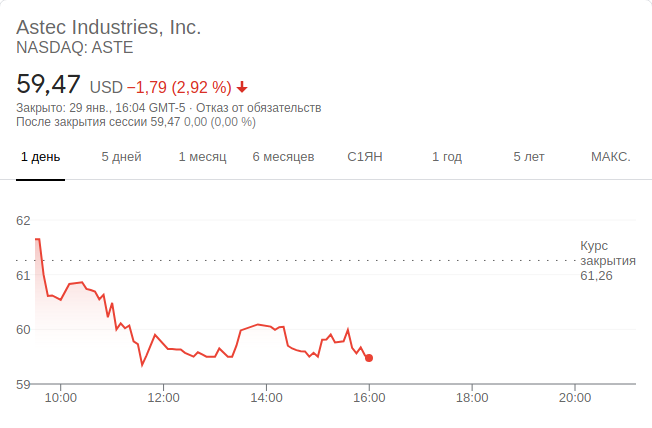 Astec Industries, Inc.
NASDAQ: ASTE
59,47 USD −1,79 (2,92 %)
Закрыто: 29 янв., 16:04 GMT-5 · Отказ от обязательств
После закрытия сессии 59,47 0,00 (0,00 %)
1 день 5 дней 1 месяц 6 месяцев С1ЯН 1 год 5 лет МАКС.
62
Курс
закрытия
61,26
61
60
59
10:00 12:00 14:00 16:00 18:00 20:00